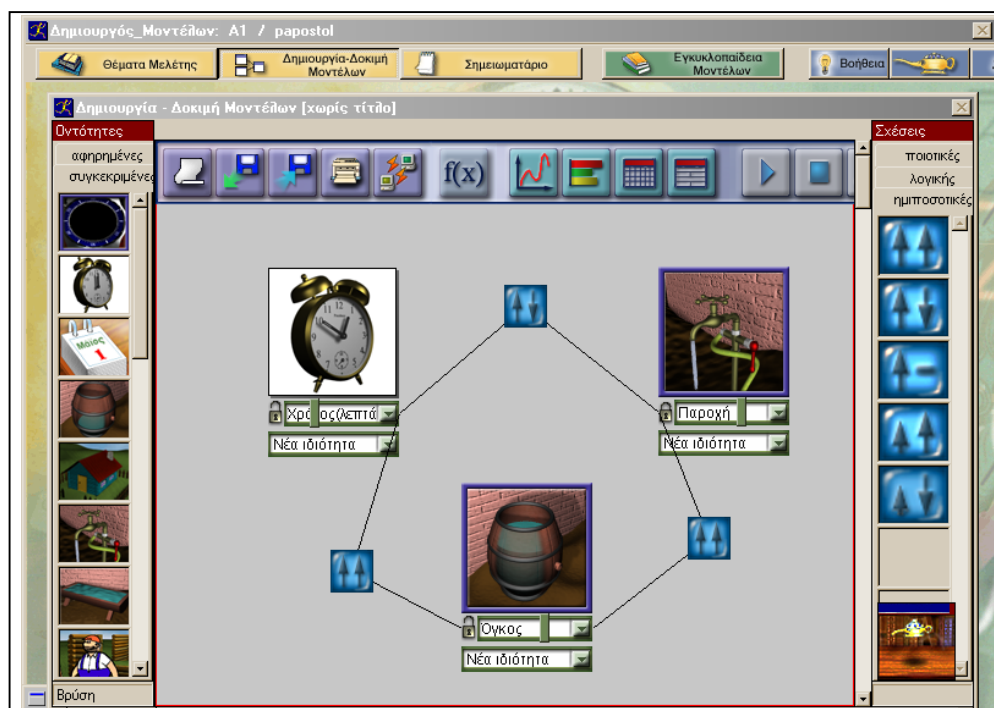 Δημιουργός_Μοντέλων: A1 / papostol
Θέματα Μελέτης
Δημιουργία-Δοκιμή
Μοντέλων
Σημειωματάριο
Εγκυκλοπαίδεια
Μοντέλων
Βοήθεια
Δημιουργία - Δοκιμή Μοντέλων [χωρίς τίτλο]
Οντότητες
Σχέσεις
αφηρημένες
ποιοτικές
συγκεκριμένες
λογικής
ημιποσοτικές
f(x)
Μάϊος
1
Παροχή
Νέα ιδιότητα
Νέα ιδιότητα
Όγκος
Νέα ιδιότητα
Βρύση